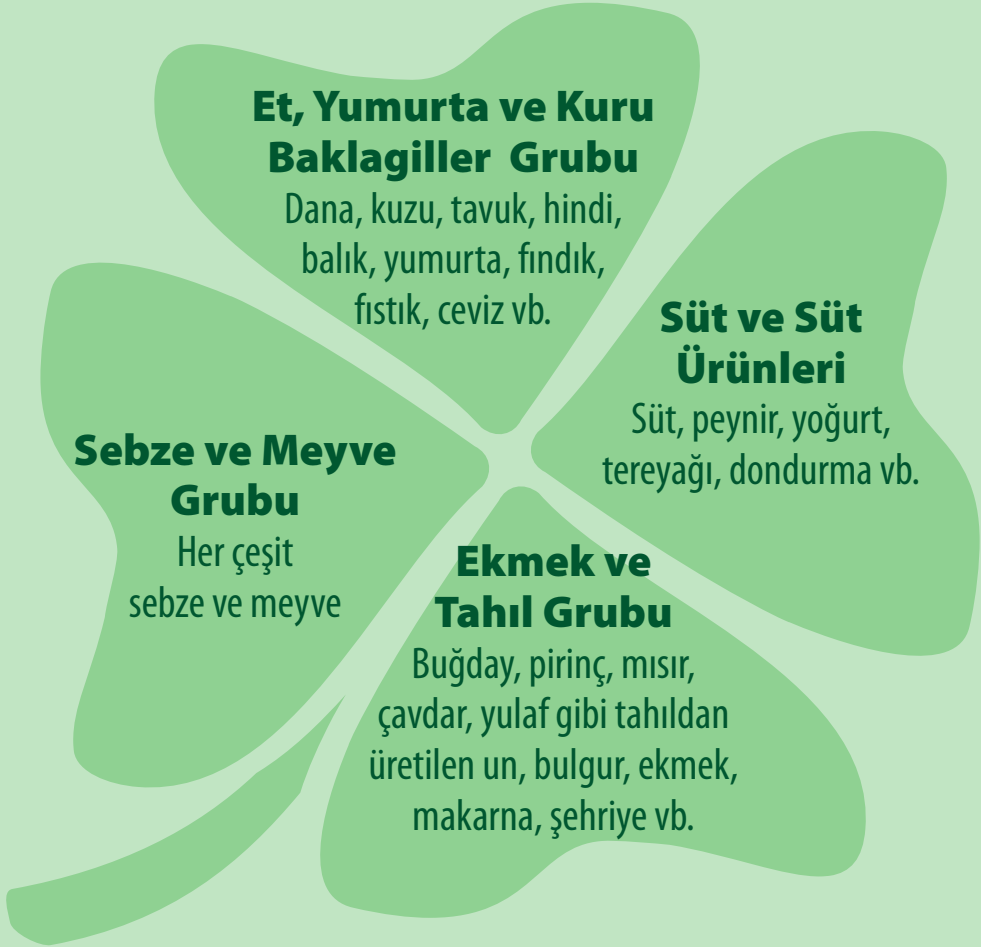 Et, Yumurta ve Kuru
Baklagiller Grubu
Dana, kuzu, tavuk, hindi,
balık, yumurta, fındık,
fıstık, ceviz vb.
Süt ve Süt
Ürünleri
Süt, peynir, yoğurt,
tereyağı, dondurma vb.
Sebze ve Meyve
Grubu
Her çeşit
sebze ve meyve
Ekmek ve
Tahıl Grubu
Buğday, pirinç, mısır,
çavdar, yulaf gibi tahıldan
üretilen un, bulgur, ekmek,
makarna, şehriye vb.